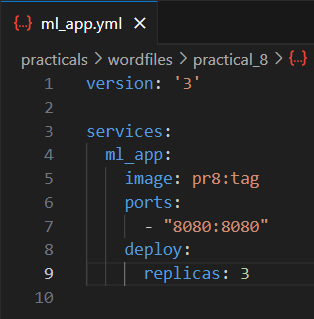 {..} ml_app.yml ×
practicals > wordfiles > practical_8 > {..}
1 version: '3'
2
3 services:
4   ml_app:
5     image: pr8:tag
6     ports:
7       - "8080:8080"
8     deploy:
9       replicas: 3
10